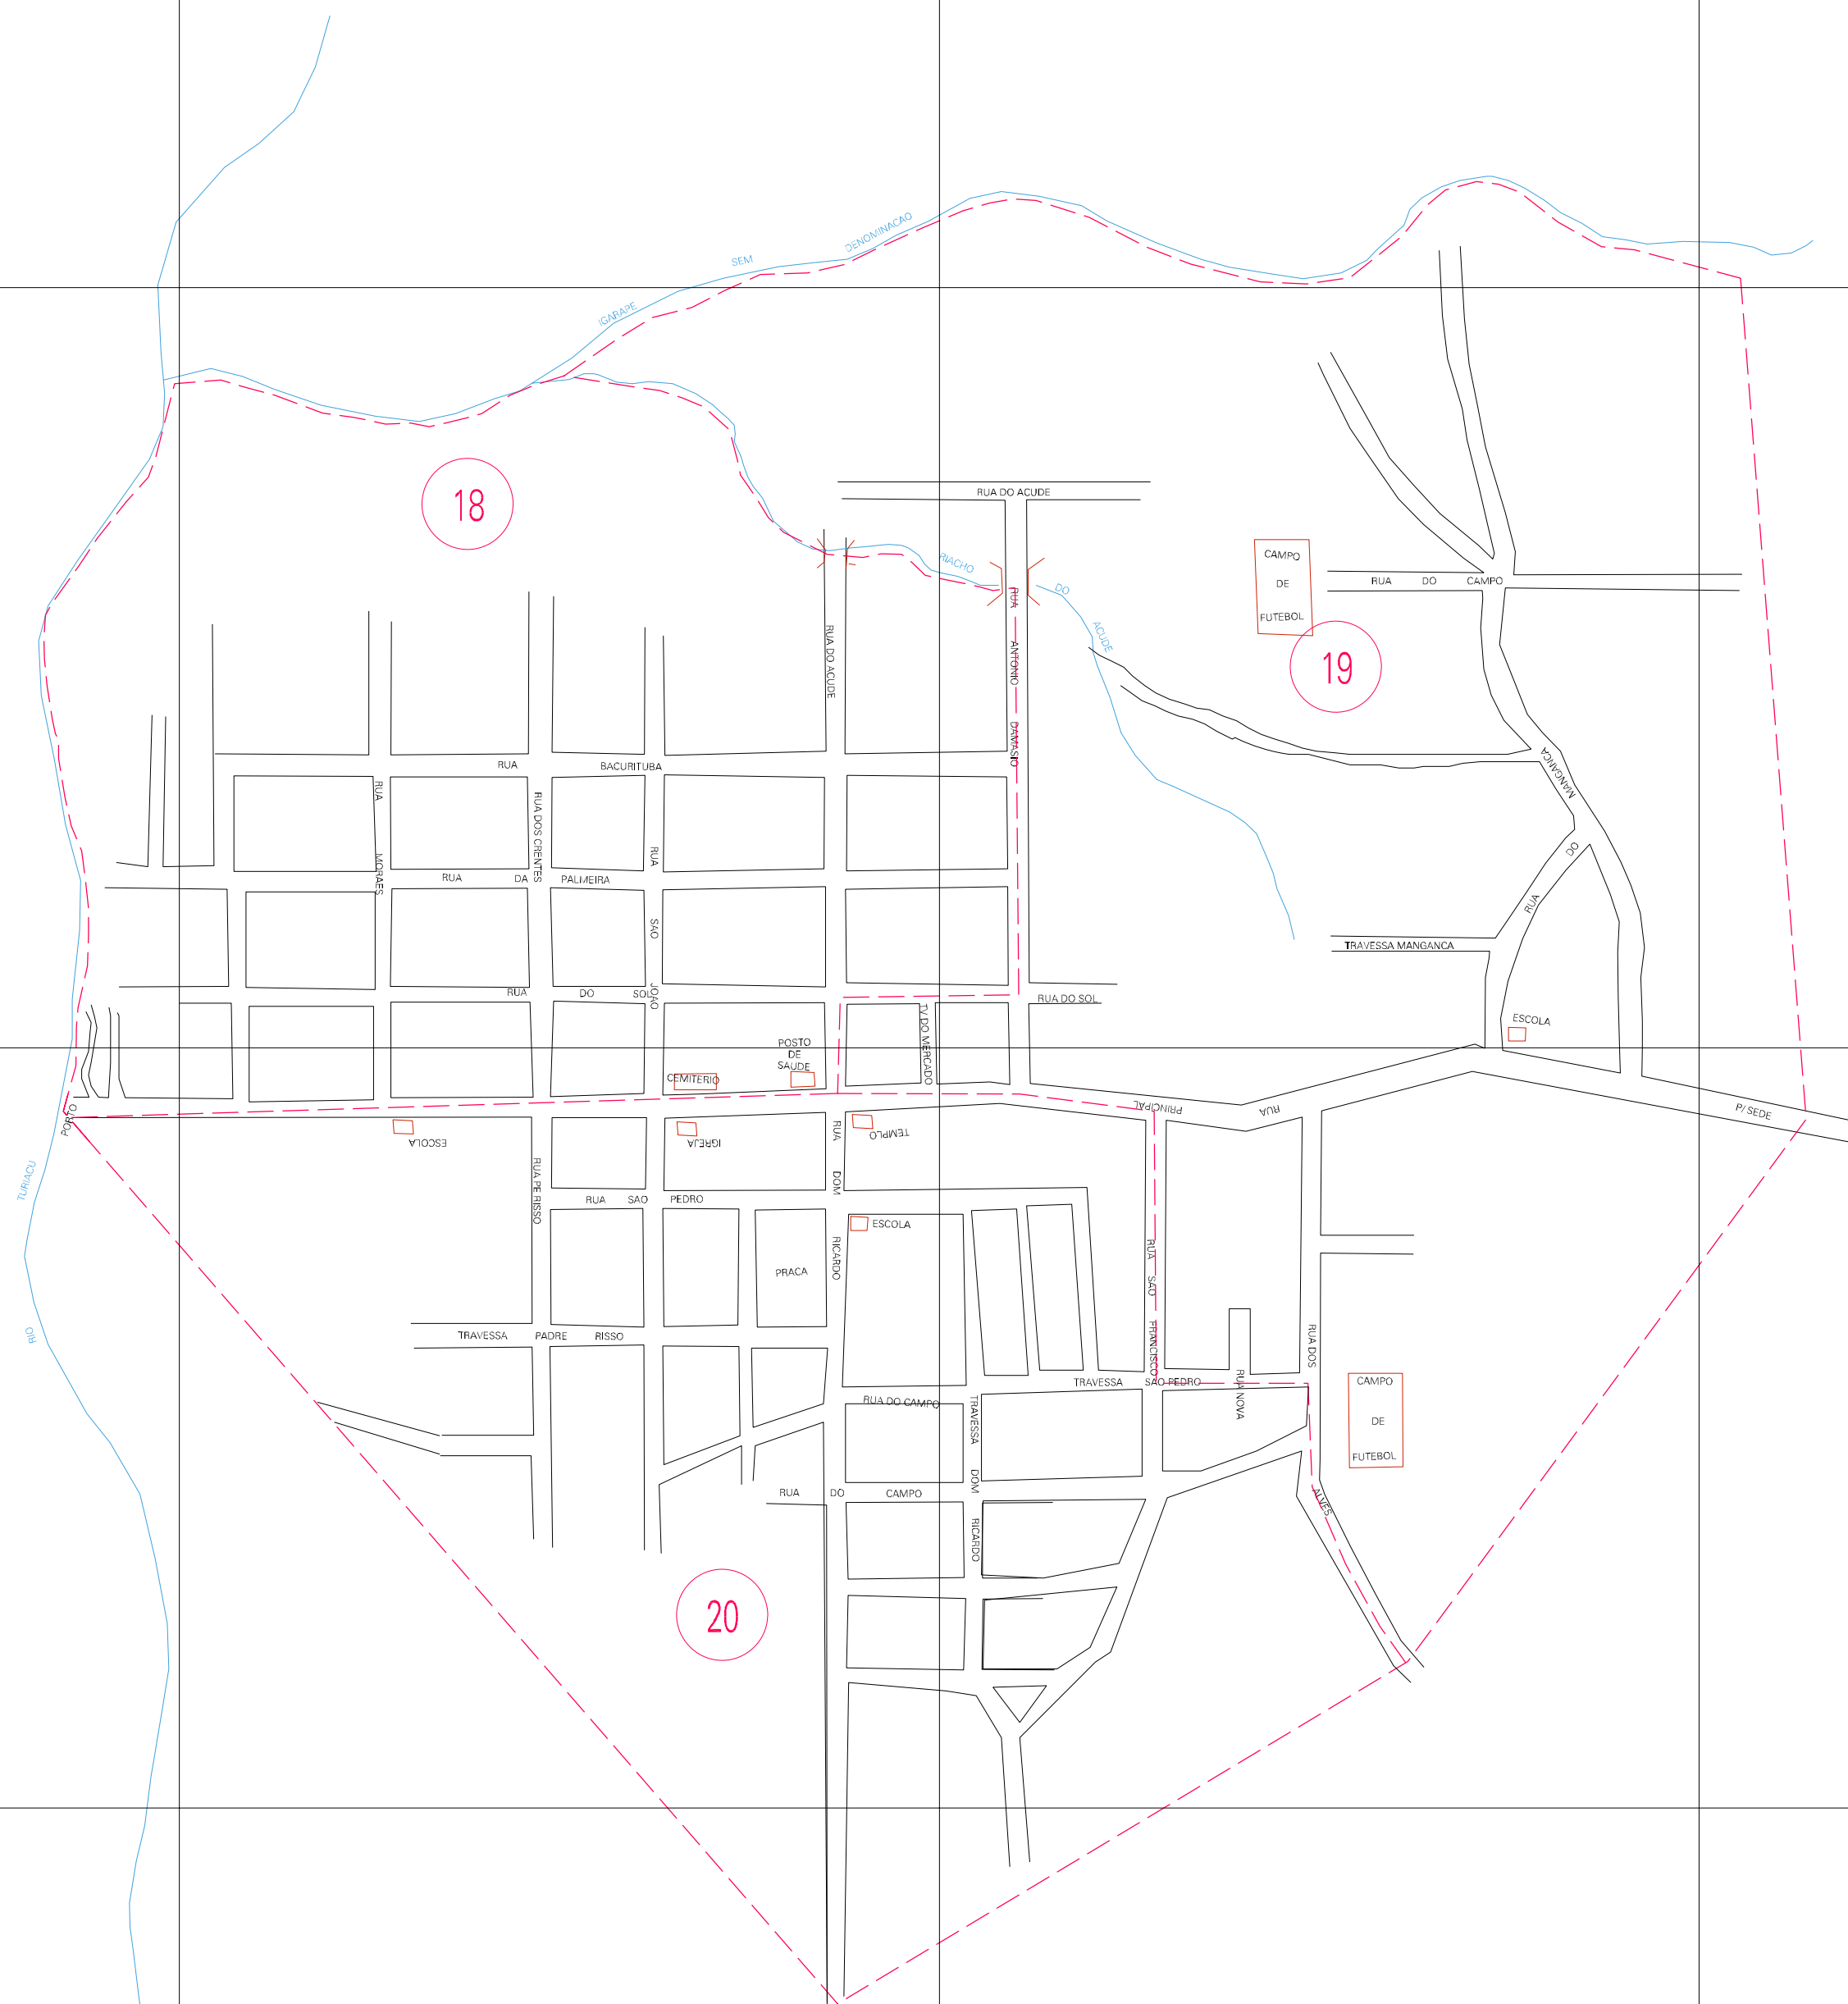 IGARAPE SEM DENOMINACAO
18
RUA DO ACUDE
RIACHO DO ACUDE
CAMPO
DE
FUTEBOL
RUA DO CAMPO
19
RUA DO ACUDE
RUA ANTONIO DAMASIO
RUA BACURITUBA
RUA DO MANGANCA
RUA MORAES
RUA DOS CRENTES
RUA SAO JOAO
RUA DA PALMEIRA
TRAVESSA MANGANCA
RUA DO SOL
RUA DO SOL
TV DO MERCADO
ESCOLA
POSTO
DE
SAUDE
CEMITERIO
PORTO
RUA PRINCIPAL
P/ SEDE
ESCOLA
IGREJA
TEMPLO
RIO TURIACU
RUA PE RISSO
RUA DOM RICARDO
RUA SAO PEDRO
ESCOLA
PRACA
RUA SAO FRANCISCO
TRAVESSA PADRE RISSO
RUA DOS ALVES
TRAVESSA SAO PEDRO
RUA NOVA
CAMPO
DE
FUTEBOL
RUA DO CAMPO
TRAVESSA DOM RICARDO
RUA DO CAMPO
20